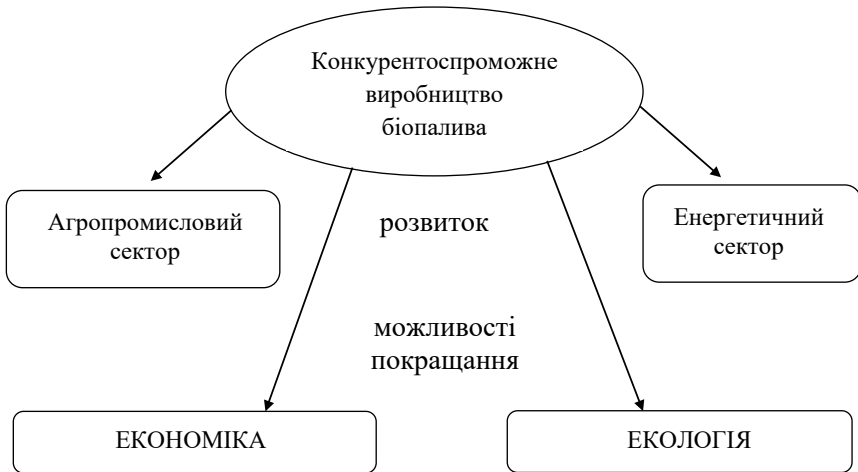 Конкурентоспроможне
виробництво
біопалива
Агропромисловий
сектор
розвиток
Енергетичний
сектор
можливості
покращання
ЕКОНОМІКА
ЕКОЛОГІЯ